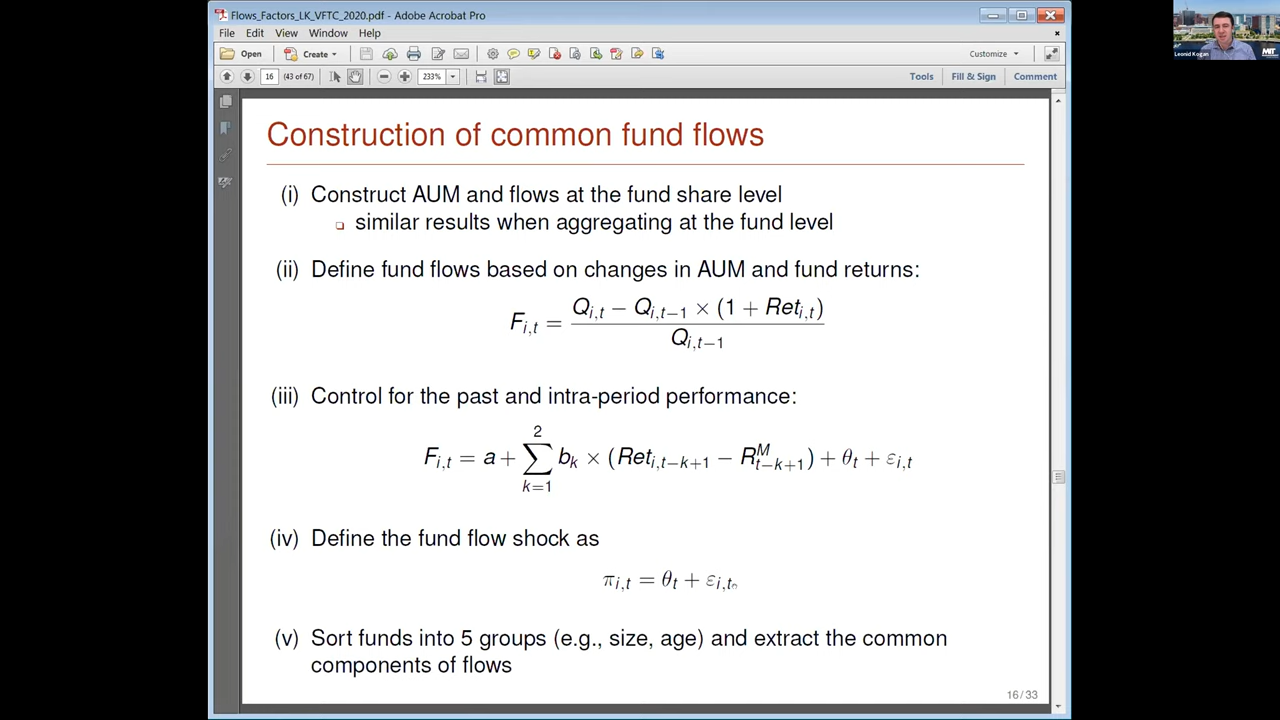 Flows_Factors_LK_VFTC_2020.pdf - Adobe Acrobat Pro
File Edit View Window Help
Open Create Customize
16 (43 of 67) 233% Tools Fill & Sign Comment
Leonid Kogan
MIT
Construction of common fund flows
(i) Construct AUM and flows at the fund share level
❑ similar results when aggregating at the fund level
(ii) Define fund flows based on changes in AUM and fund returns:
F_{i,t} = \frac{Q_{i,t} − Q_{i,t−1} × (1 + Ret_{i,t})}{Q_{i,t−1}}
(iii) Control for the past and intra-period performance:
F_{i,t} = a + \sum_{k=1}^{2} b_k × (Ret_{i,t−k+1} − R^M_{t−k+1}) + θ_t + ε_{i,t}
(iv) Define the fund flow shock as
π_{i,t} = θ_t + ε_{i,t}
(v) Sort funds into 5 groups (e.g., size, age) and extract the common
components of flows
16 / 33